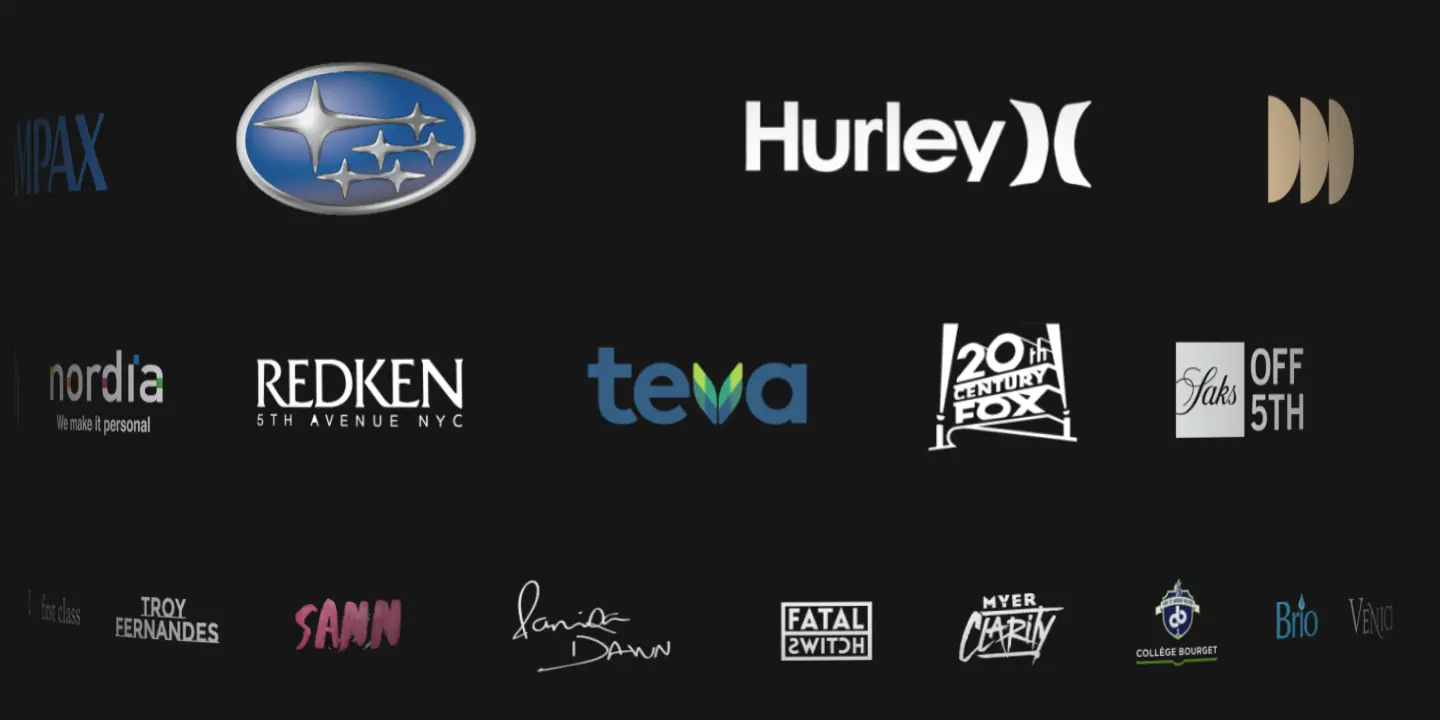 MPAX
Hurley
nordia
We make it personal
REDKEN
5TH AVENUE NYC
teva
20th
CENTURY
FOX
Saks
OFF
5TH
first class
TROY
FERNANDES
SANN
DAWN
FATAL
SWITCH
MYER
CLARITY
COLLÈGE BOURGET
Brio